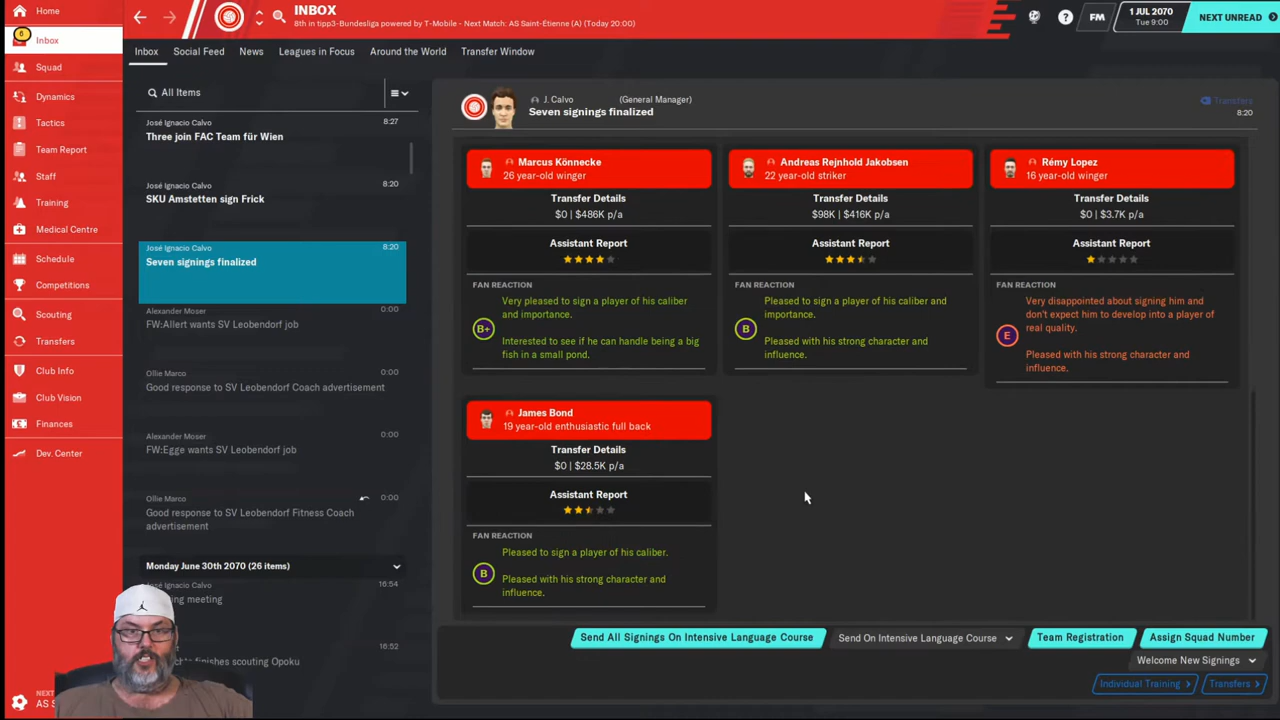 Home
INBOX
8th in tipp3-Bundesliga powered by T-Mobile - Next Match: AS Saint-Étienne (A) (Today 20:00)
FM
1 JUL 2070
Tue 9:00
NEXT UNREAD
6
Inbox
Squad
Dynamics
Tactics
Team Report
Staff
Training
Medical Centre
Schedule
Competitions
Scouting
Transfers
Club Info
Club Vision
Finances
Dev. Center
Inbox
Social Feed
News
Leagues in Focus
Around the World
Transfer Window
All Items
José Ignacio Calvo 8:27
Three join FAC Team für Wien
José Ignacio Calvo 8:20
SKU Amstetten sign Frick
José Ignacio Calvo 8:20
Seven signings finalized
Alexander Moser 0:00
FW:Allert wants SV Leobendorf job
Ollie Marco 0:00
Good response to SV Leobendorf Coach advertisement
Alexander Moser 0:00
FW:Egge wants SV Leobendorf job
Ollie Marco 0:00
Good response to SV Leobendorf Fitness Coach
advertisement
Monday June 30th 2070 (26 items)
José Ignacio Calvo 16:54
meeting
16:52
finishes scouting Opoku
J. Calvo (General Manager)
Seven signings finalized
Transfers
8:20
Marcus Könnecke
26 year-old winger
Transfer Details
$0 | $486K p/a
Assistant Report
FAN REACTION
B+
Very pleased to sign a player of his caliber
and importance.
Interested to see if he can handle being a big
fish in a small pond.
Andreas Rejnhold Jakobsen
22 year-old striker
Transfer Details
$98K | $416K p/a
Assistant Report
FAN REACTION
B
Pleased to sign a player of his caliber and
importance.
Pleased with his strong character and
influence.
Rémy Lopez
16 year-old winger
Transfer Details
$0 | $3.7K p/a
Assistant Report
FAN REACTION
E
Very disappointed about signing him and
don't expect him to develop into a player of
real quality.
Pleased with his strong character and
influence.
James Bond
19 year-old enthusiastic full back
Transfer Details
$0 | $28.5K p/a
Assistant Report
FAN REACTION
B
Pleased to sign a player of his caliber.
Pleased with his strong character and
influence.
Send All Signings On Intensive Language Course
Send On Intensive Language Course
Team Registration
Assign Squad Number
Welcome New Signings
Individual Training
Transfers
AS